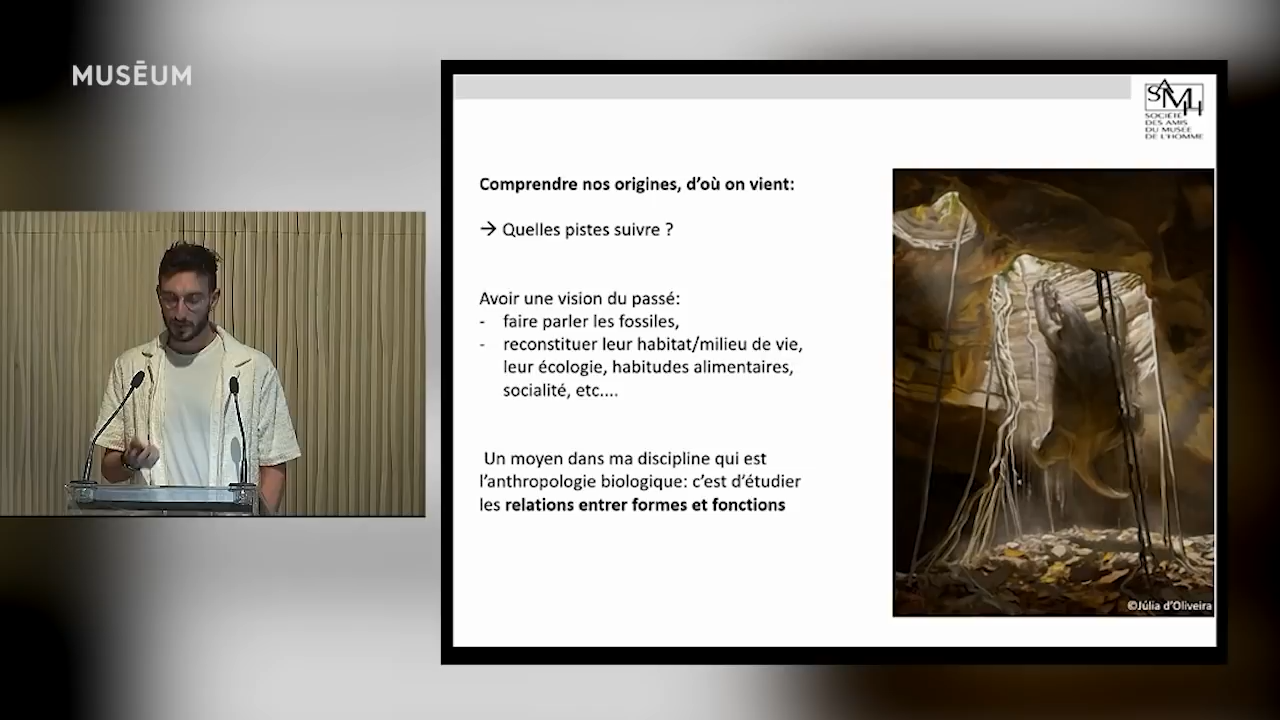 MUSĒUM
SAMH
SOCIÉTÉ
DES AMIS
DU MUSÉE
DE L'HOMME
Comprendre nos origines, d'où on vient:
→ Quelles pistes suivre ?
Avoir une vision du passé:
- faire parler les fossiles,
- reconstituer leur habitat/milieu de vie,
leur écologie, habitudes alimentaires,
socialité, etc....
Un moyen dans ma discipline qui est
l'anthropologie biologique: c'est d'étudier
les relations entrer formes et fonctions
©Júlia d'Oliveira